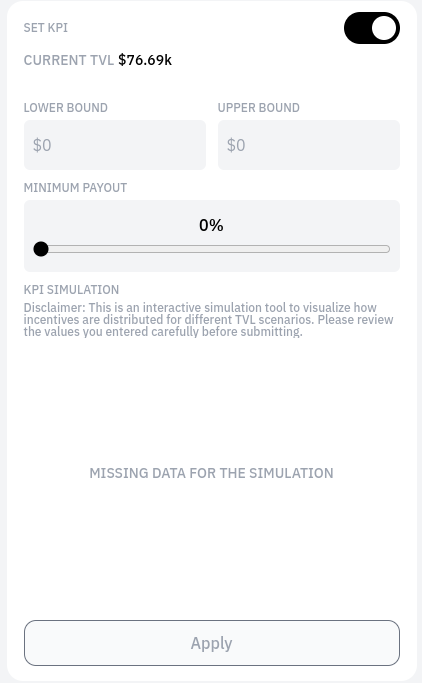 SET KPI
CURRENT TVL $76.69k
LOWER BOUND
UPPER BOUND
$0
$0
MINIMUM PAYOUT
0%
KPI SIMULATION
Disclaimer: This is an interactive simulation tool to visualize how
incentives are distributed for different TVL scenarios. Please review
the values you entered carefully before submitting.
MISSING DATA FOR THE SIMULATION
Apply